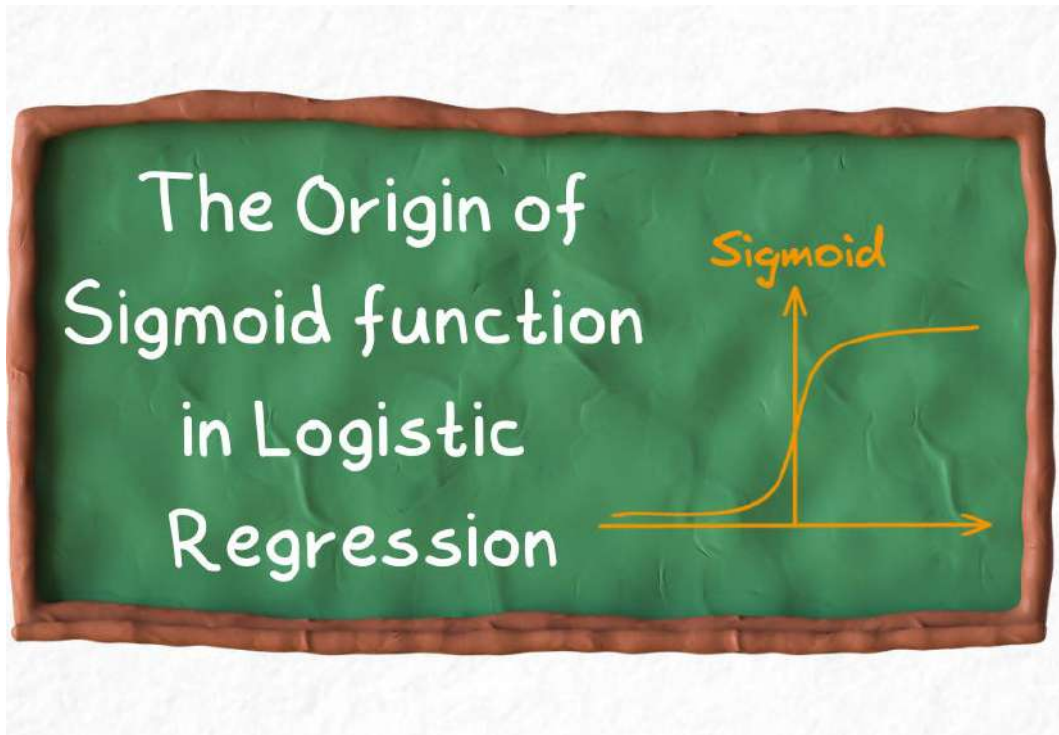 The Origin of
Sigmoid function
in Logistic
Regression
Sigmoid